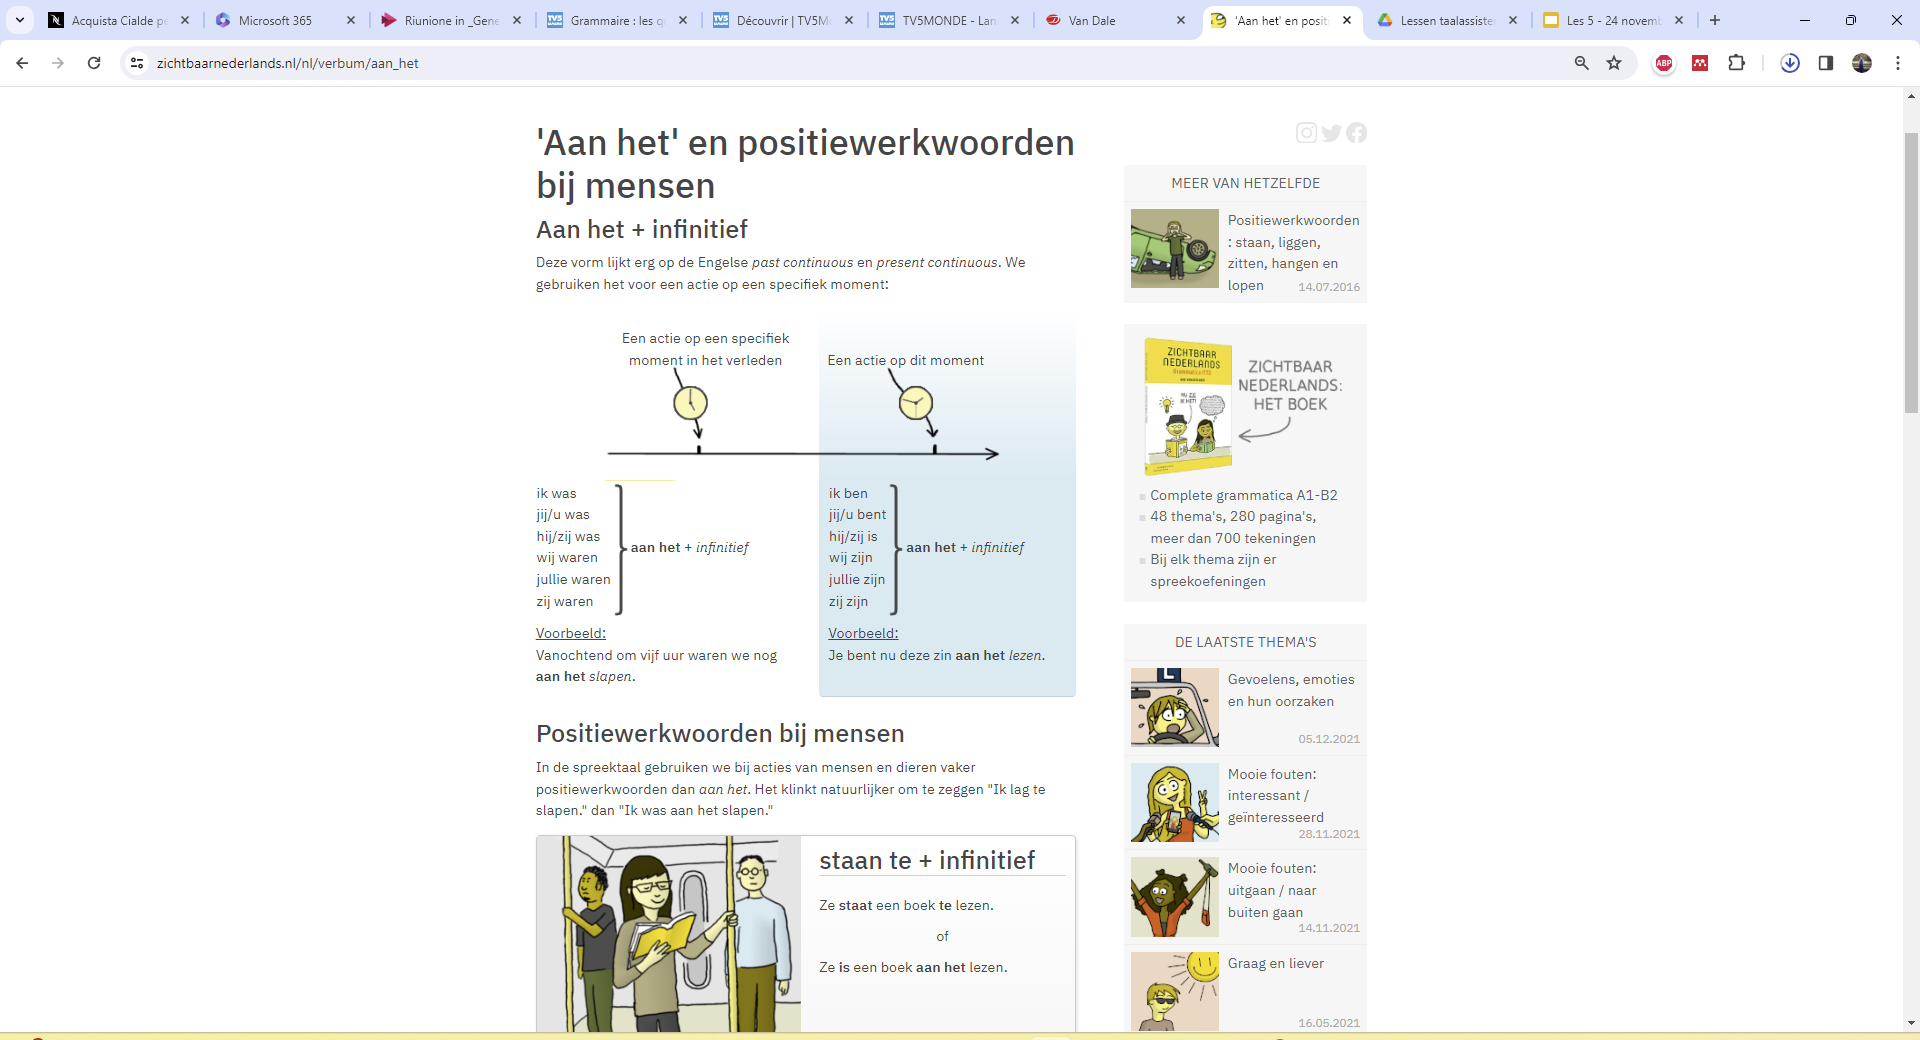 Acquista Cialde pe
Microsoft 365
Riunione in _Gene
Grammaire : les q
Découvrir | TV5M
TV5MONDE - Lan
Van Dale
'Aan het' en positi
Lessen taalassiste
Les 5 - 24 novemb
zichtbaarnederlands.nl/nl/verbum/aan_het
'Aan het' en positiewerkwoorden
bij mensen
Aan het + infinitief
Deze vorm lijkt erg op de Engelse past continuous en present continuous. We
gebruiken het voor een actie op een specifiek moment:
Een actie op een specifiek
moment in het verleden
Een actie op dit moment
ik was
jij/u was
hij/zij was
wij waren
jullie waren
zij waren
aan het + infinitief
Voorbeeld:
Vanochtend om vijf uur waren we nog
aan het slapen.
ik ben
jij/u bent
hij/zij is
wij zijn
jullie zijn
zij zijn
aan het + infinitief
Voorbeeld:
Je bent nu deze zin aan het lezen.
Positiewerkwoorden bij mensen
In de spreektaal gebruiken we bij acties van mensen en dieren vaker
positiewerkwoorden dan aan het. Het klinkt natuurlijker om te zeggen "Ik lag te
slapen." dan "Ik was aan het slapen."
staan te + infinitief
Ze staat een boek te lezen.
of
Ze is een boek aan het lezen.
MEER VAN HETZELFDE
Positiewerkwoorden
: staan, liggen,
zitten, hangen en
lopen
14.07.2016
ZICHTBAAR
NEDERLANDS
ZICHTBAAR
NEDERLANDS:
HET BOEK
Complete grammatica A1-B2
48 thema's, 280 pagina's,
meer dan 700 tekeningen
Bij elk thema zijn er
spreekoefeningen
DE LAATSTE THEMA'S
L
Gevoelens, emoties
en hun oorzaken
05.12.2021
Mooie fouten:
interessant /
geïnteresseerd
28.11.2021
Mooie fouten:
uitgaan / naar
buiten gaan
14.11.2021
Graag en liever
16.05.2021